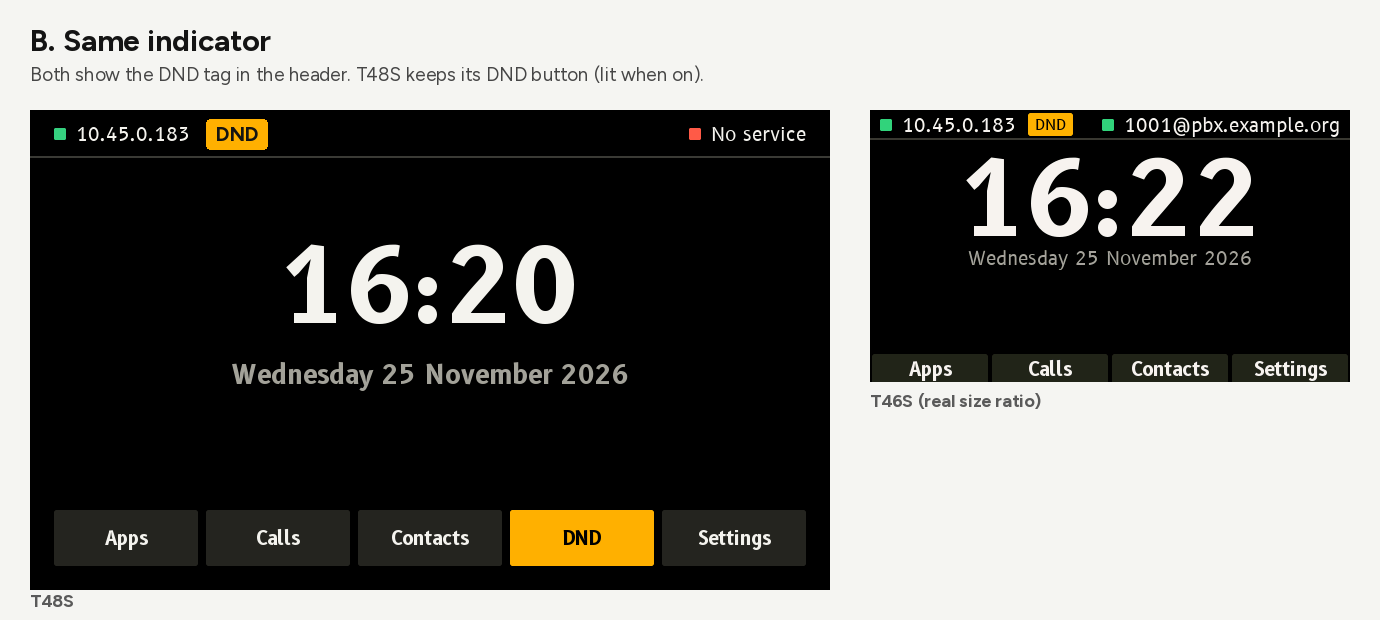 B. Same indicator
Both show the DND tag in the header. T48S keeps its DND button (lit when on).
10.45.0.183 DND No service
16:20
Wednesday 25 November 2026
Apps Calls Contacts DND Settings
T48S
10.45.0.183 DND 1001@pbx.example.org
16:22
Wednesday 25 November 2026
Apps Calls Contacts Settings
T46S (real size ratio)